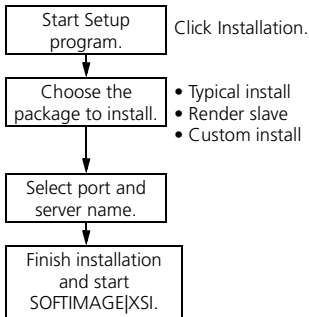 Start Setup
program.
Click Installation.
Choose the
package to install.
• Typical install
• Render slave
• Custom install
Select port and
server name.
Finish installation
and start
SOFTIMAGE|XSI.